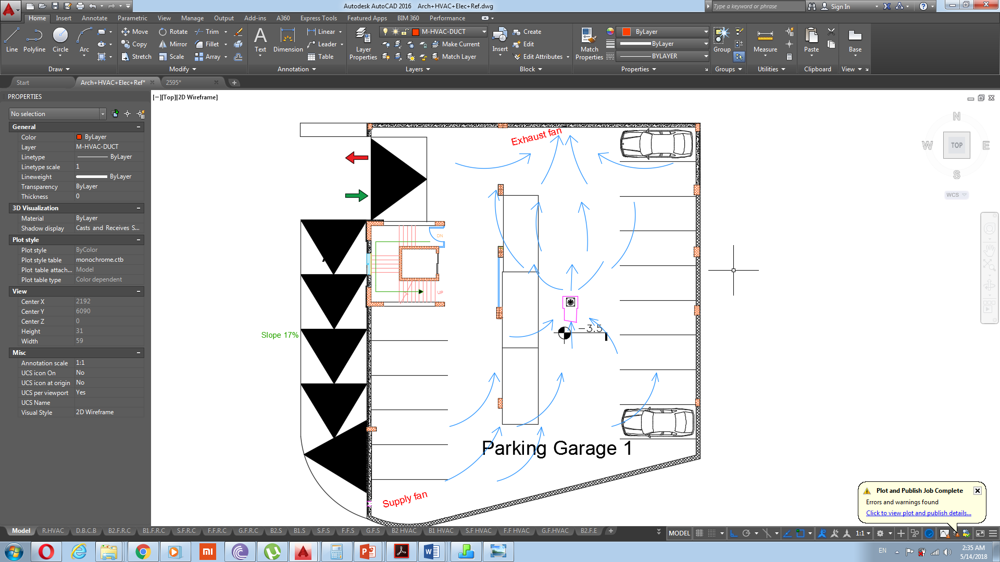 Autodesk AutoCAD 2016 Arch+HVAC+Elec+Ref.dwg
Type a keyword or phrase
Sign In
Home Insert Annotate Parametric View Manage Output Add-ins A360 Express Tools Featured Apps BIM 360 Performance
Line Polyline Circle Arc
Move Rotate Trim
Copy Mirror Fillet
Stretch Scale Array
Text Dimension
Linear
Leader
Table
Layer Properties
M-HVAC-DUCT
Make Current
Match Layer
Insert
Create
Edit
Edit Attributes
Match Properties
ByLayer
ByLayer
BYLAYER
Group
Measure
Paste
Base
Draw Modify Annotation Layers Block Properties Groups Utilities Clipboard View
Start Arch+HVAC+Elec+Ref* 2595*
PROPERTIES
No selection
General
Color ByLayer
Layer M-HVAC-DUCT
Linetype ByLayer
Linetype scale 1
Lineweight ByLayer
Transparency ByLayer
Thickness 0
3D Visualization
Material ByLayer
Shadow display Casts and Receives S...
Plot style
Plot style ByColor
Plot style table monochrome.ctb
Plot table attach... Model
Plot table type Color dependent
View
Center X 2192
Center Y 6090
Center Z 0
Height 31
Width 59
Misc
Annotation scale 1:1
UCS icon On No
UCS icon at origin No
UCS per viewport Yes
UCS Name
Visual Style 2D Wireframe
[−][Top][2D Wireframe]
N
W TOP E
S
WCS
Exhaust fan
DN
UP
Slope 17%
−3.5
Parking Garage 1
Supply fan
Plot and Publish Job Complete
Errors and warnings found
Click to view plot and publish details...
Model R.HVAC D.B.C.B B2.F.R.C B1.F.R.C S.F.R.C F.F.R.C G.F.R.C B2.S B1.S S.F.S F.F.S G.F.S B2 HVAC B1 HVAC S.F HVAC F.F HVAC G.F.HVAC B2.F.E
MODEL 1:1
EN
2:35 AM
5/14/2018